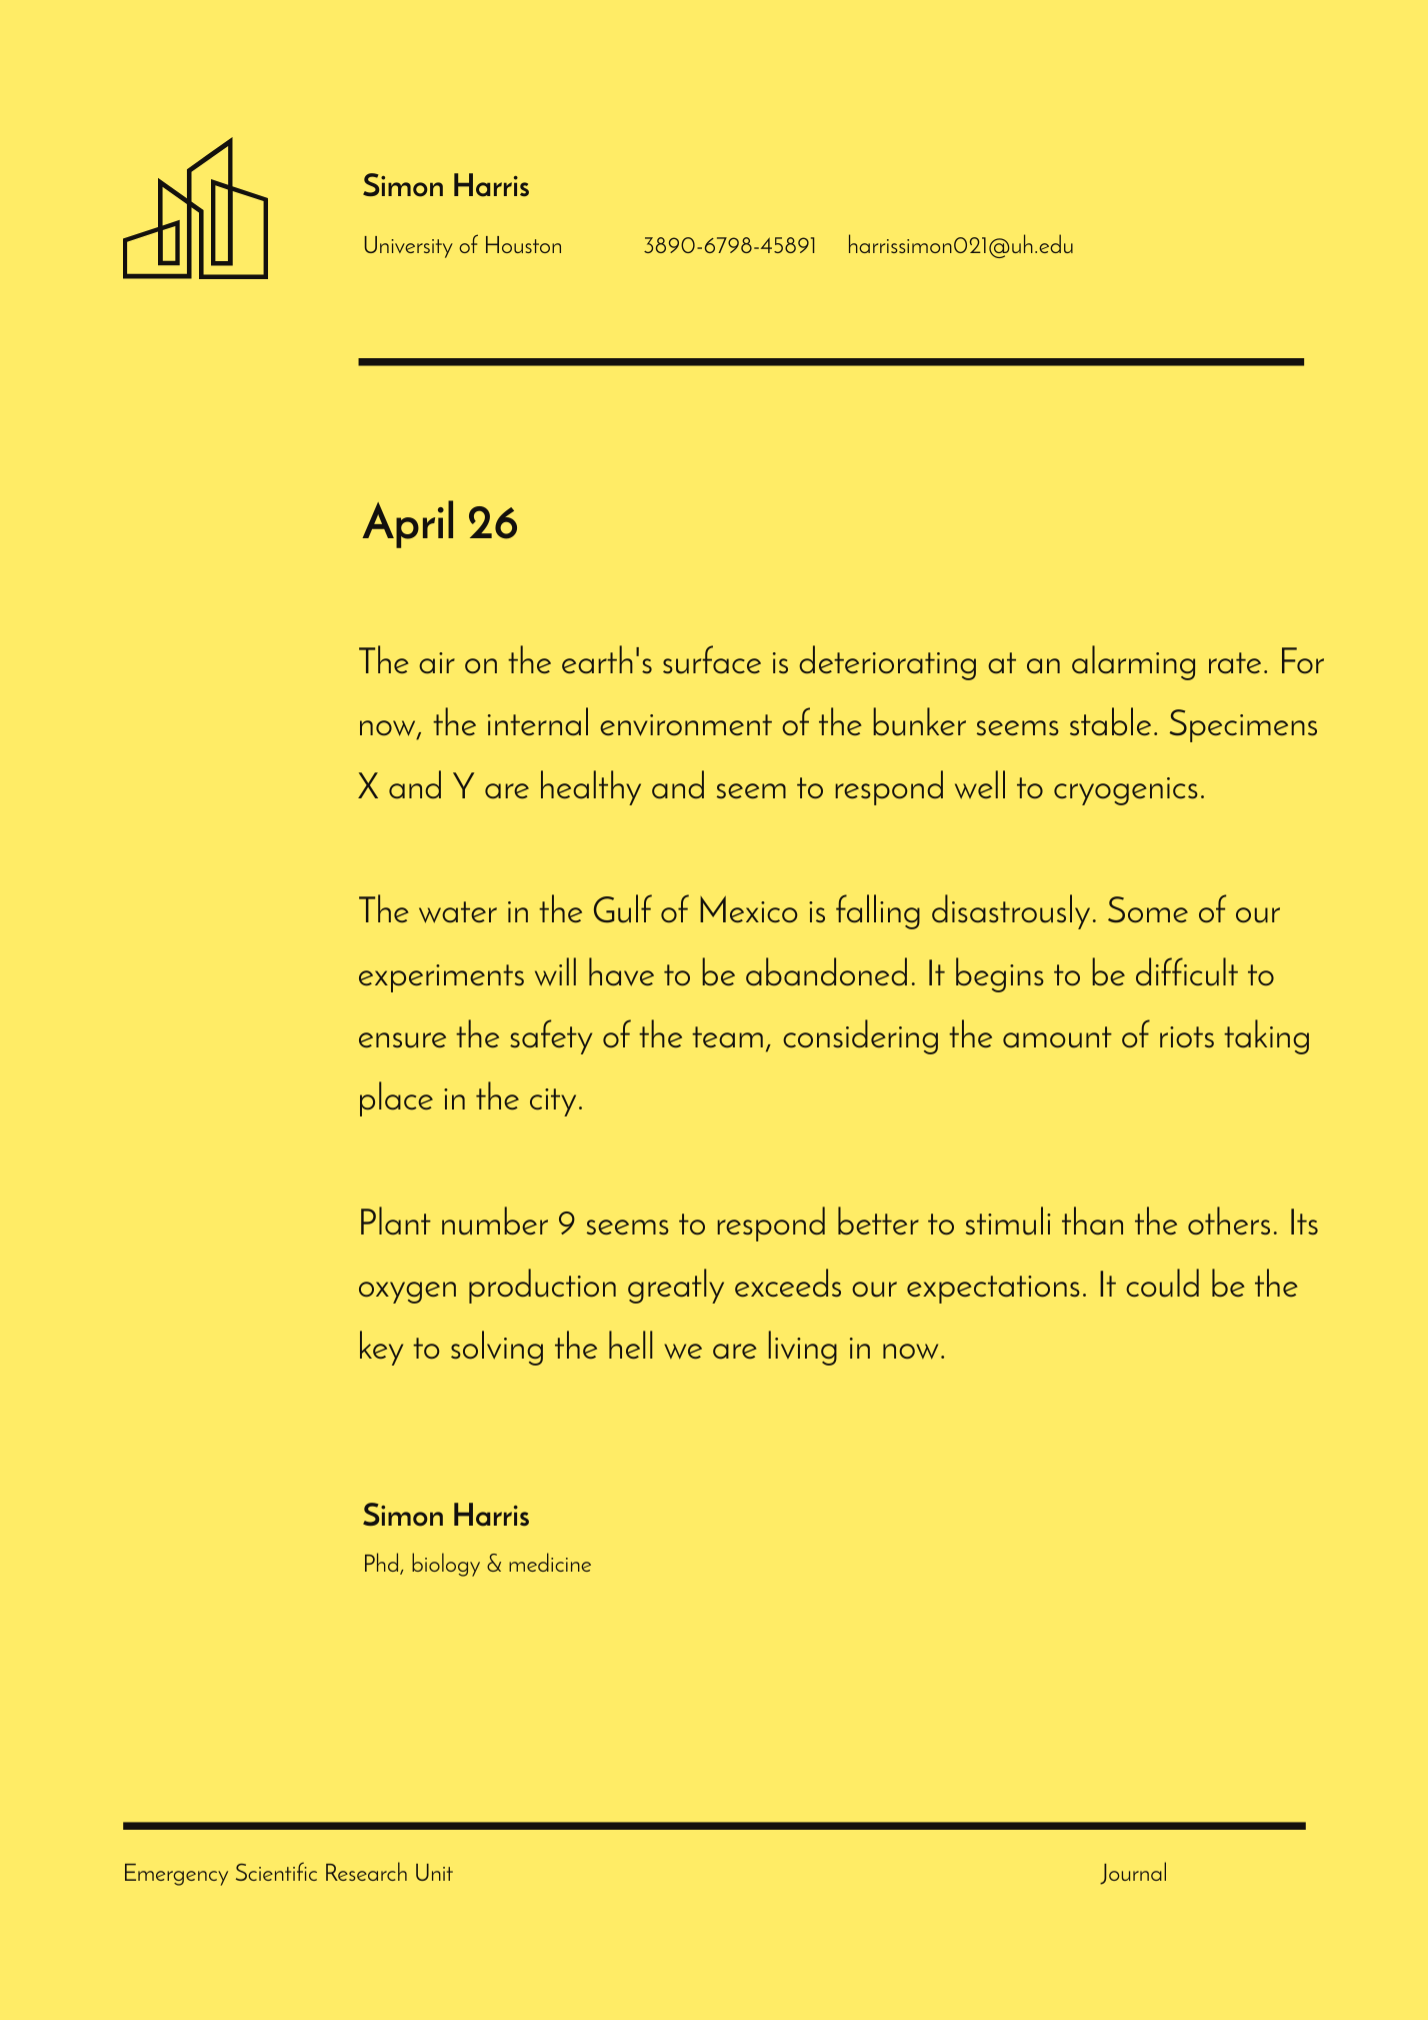 Simon Harris
University of Houston 3890-6798-45891 harrissimon021@uh.edu
April 26
The air on the earth's surface is deteriorating at an alarming rate. For
now, the internal environment of the bunker seems stable. Specimens
X and Y are healthy and seem to respond well to cryogenics.
The water in the Gulf of Mexico is falling disastrously. Some of our
experiments will have to be abandoned. It begins to be difficult to
ensure the safety of the team, considering the amount of riots taking
place in the city.
Plant number 9 seems to respond better to stimuli than the others. Its
oxygen production greatly exceeds our expectations. It could be the
key to solving the hell we are living in now.
Simon Harris
Phd, biology & medicine
Emergency Scientific Research Unit Journal